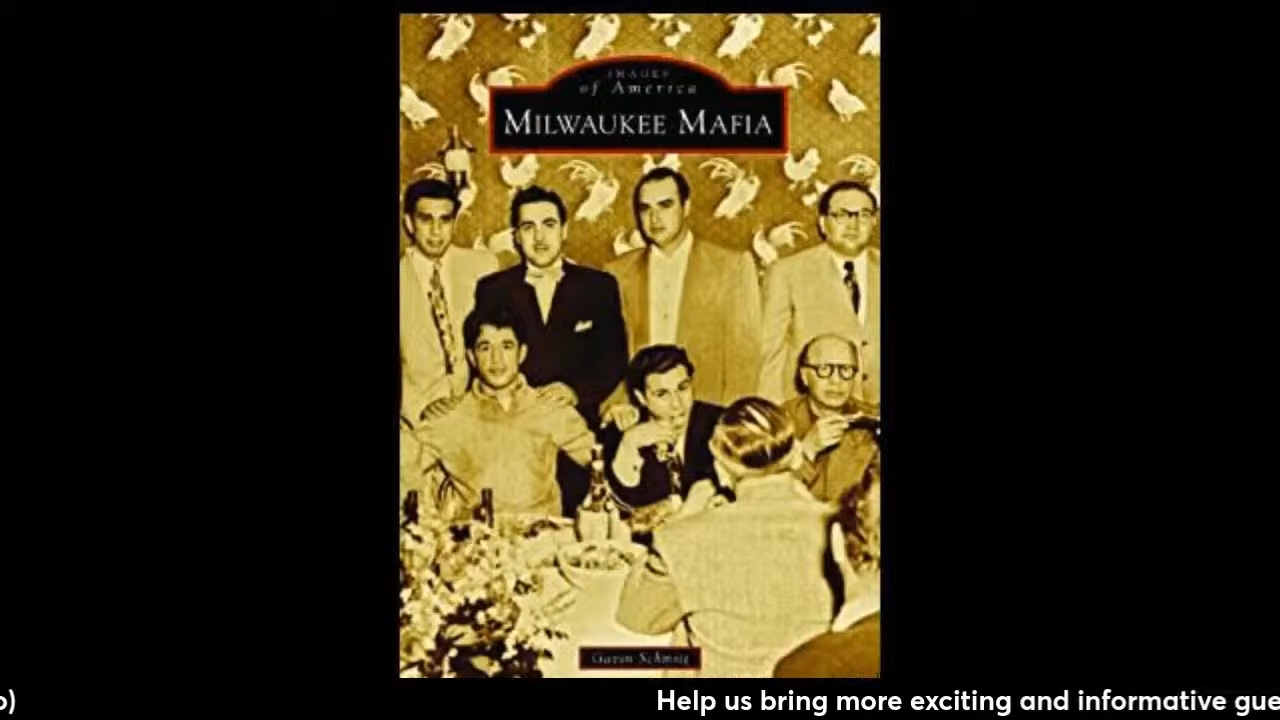 IMAGES
of America
MILWAUKEE MAFIA
Gavin Schmitt
o)
Help us bring more exciting and informative gue